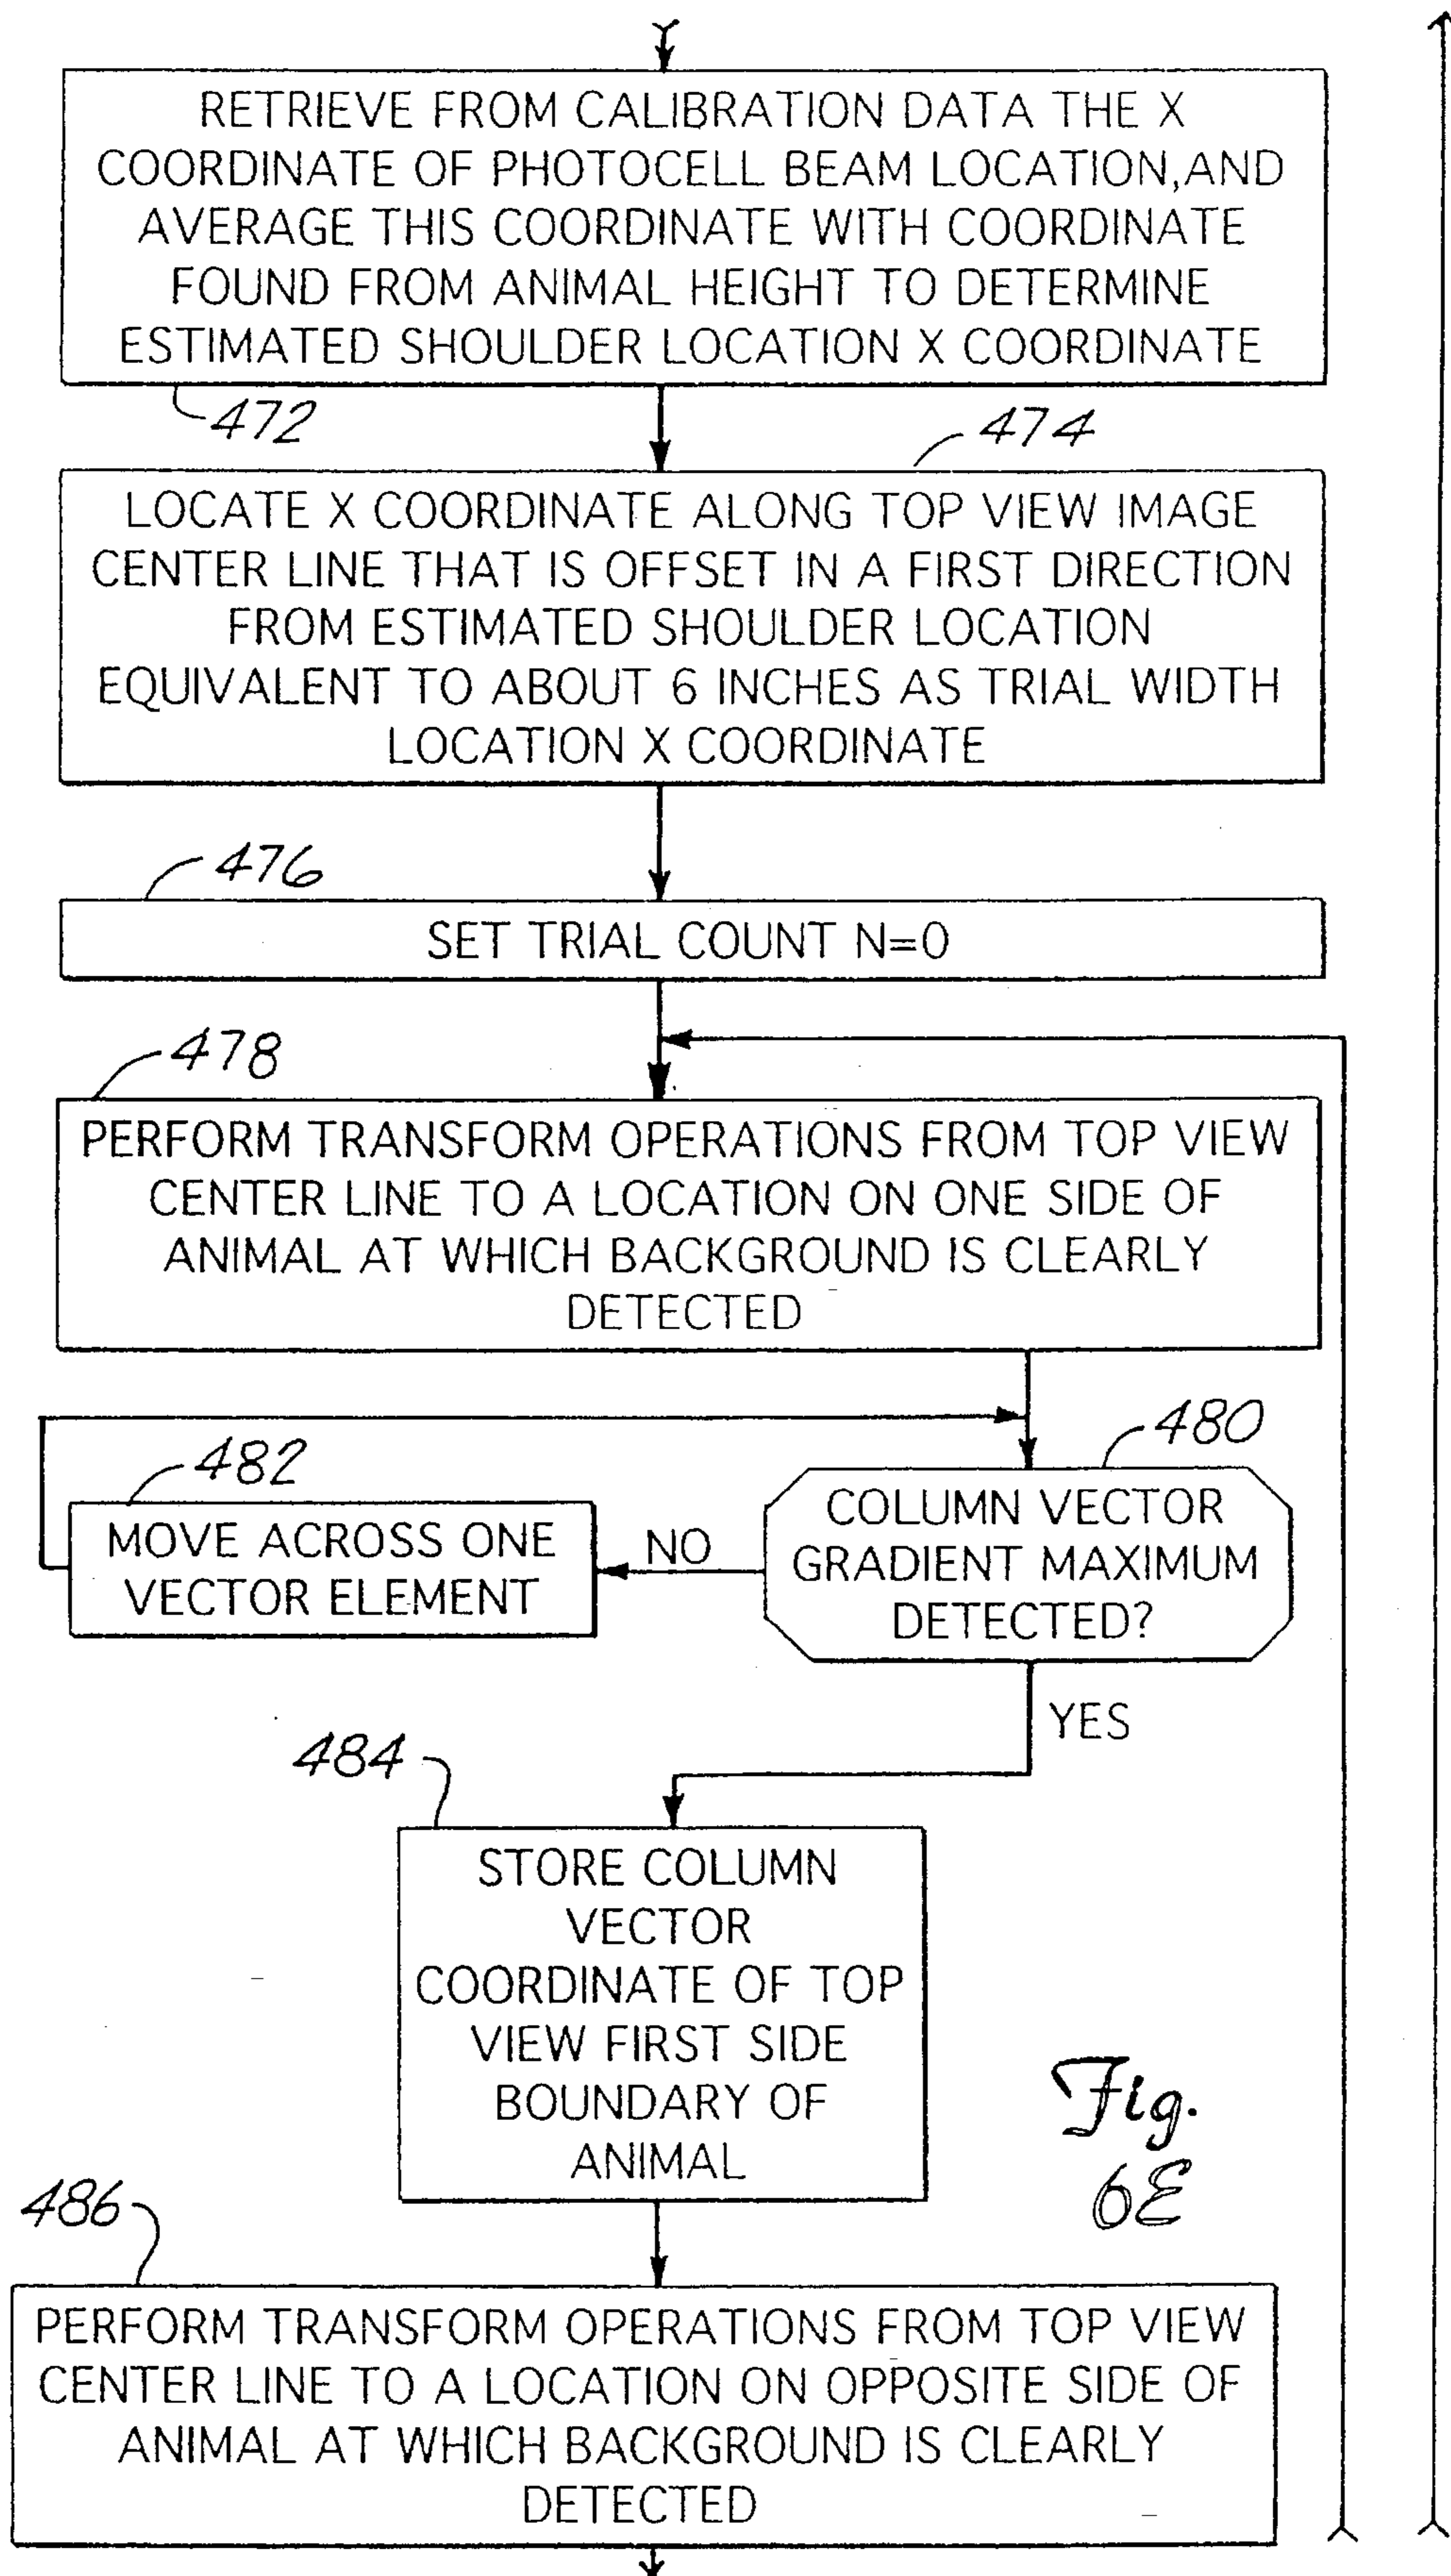 RETRIEVE FROM CALIBRATION DATA THE X
COORDINATE OF PHOTOCELL BEAM LOCATION,AND
AVERAGE THIS COORDINATE WITH COORDINATE
FOUND FROM ANIMAL HEIGHT TO DETERMINE
ESTIMATED SHOULDER LOCATION X COORDINATE
472
474
LOCATE X COORDINATE ALONG TOP VIEW IMAGE
CENTER LINE THAT IS OFFSET IN A FIRST DIRECTION
FROM ESTIMATED SHOULDER LOCATION
EQUIVALENT TO ABOUT 6 INCHES AS TRIAL WIDTH
LOCATION X COORDINATE
476
SET TRIAL COUNT N=0
478
PERFORM TRANSFORM OPERATIONS FROM TOP VIEW
CENTER LINE TO A LOCATION ON ONE SIDE OF
ANIMAL AT WHICH BACKGROUND IS CLEARLY
DETECTED
480
COLUMN VECTOR
GRADIENT MAXIMUM
DETECTED?
NO
482
MOVE ACROSS ONE
VECTOR ELEMENT
YES
484
STORE COLUMN
VECTOR
COORDINATE OF TOP
VIEW FIRST SIDE
BOUNDARY OF
ANIMAL
Fig.
6E
486
PERFORM TRANSFORM OPERATIONS FROM TOP VIEW
CENTER LINE TO A LOCATION ON OPPOSITE SIDE OF
ANIMAL AT WHICH BACKGROUND IS CLEARLY
DETECTED